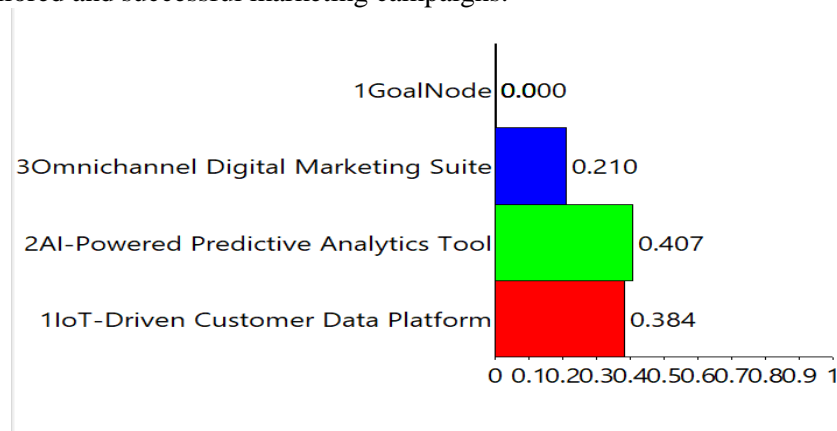 1GoalNode 0.000
3Omnichannel Digital Marketing Suite 0.210
2AI-Powered Predictive Analytics Tool 0.407
1IoT-Driven Customer Data Platform 0.384
0 0.10.20.30.40.50.60.70.80.9 1